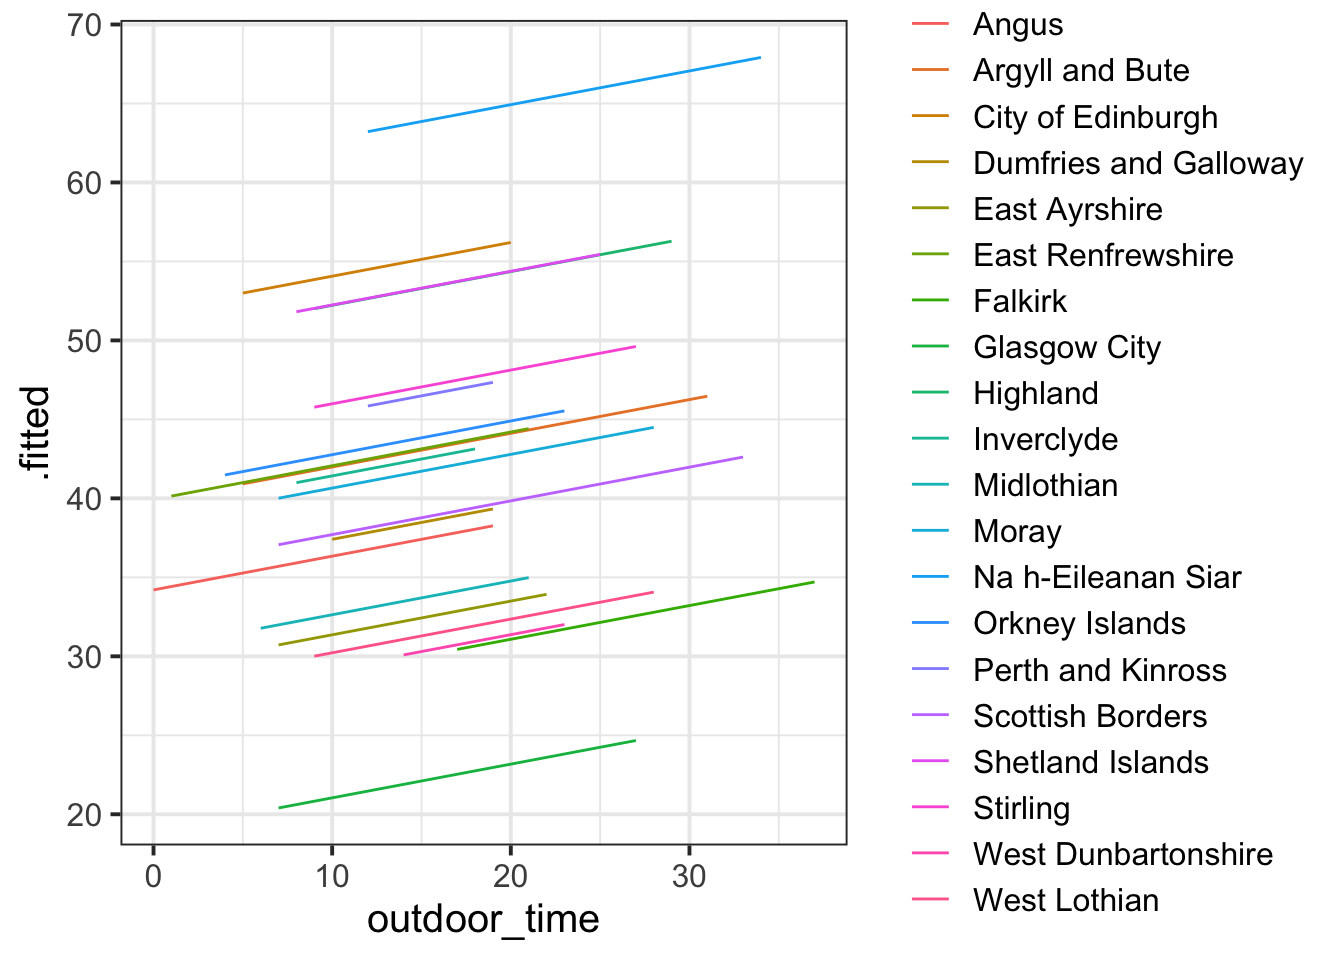 70
60
50
40
30
20
.fitted
0 10 20 30
outdoor_time
Angus
Argyll and Bute
City of Edinburgh
Dumfries and Galloway
East Ayrshire
East Renfrewshire
Falkirk
Glasgow City
Highland
Inverclyde
Midlothian
Moray
Na h-Eileanan Siar
Orkney Islands
Perth and Kinross
Scottish Borders
Shetland Islands
Stirling
West Dunbartonshire
West Lothian